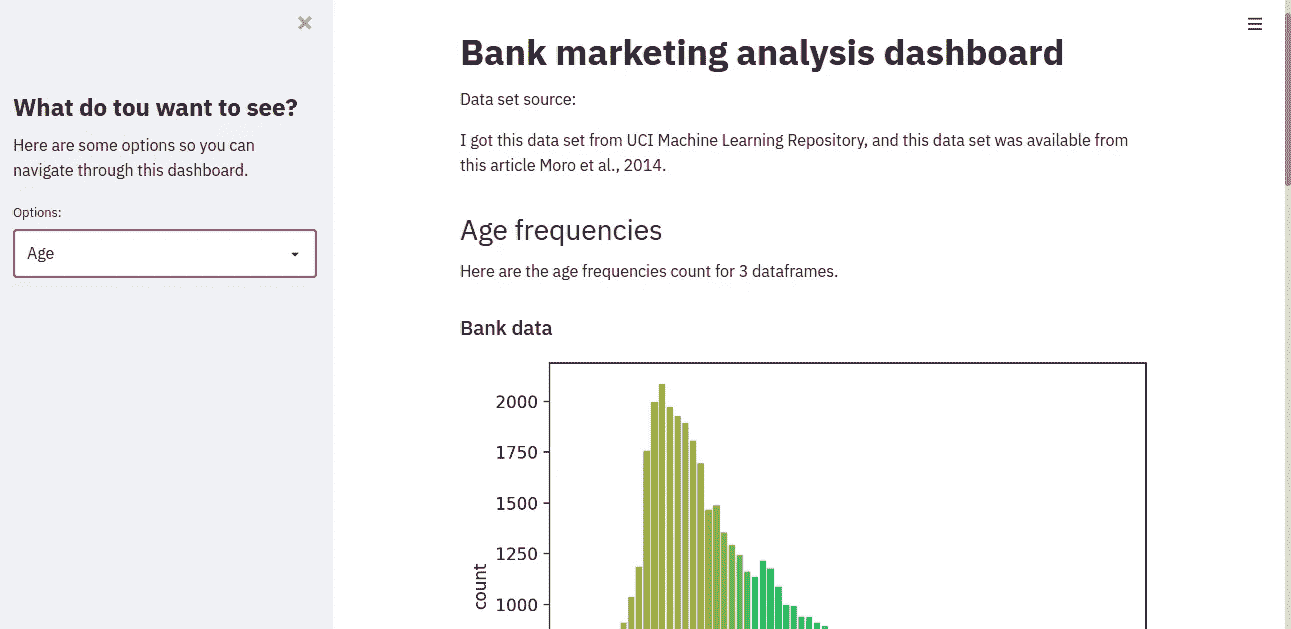 What do tou want to see?
Here are some options so you can
navigate through this dashboard.
Options:
Age
Bank marketing analysis dashboard
Data set source:
I got this data set from UCI Machine Learning Repository, and this data set was available from
this article Moro et al., 2014.
Age frequencies
Here are the age frequencies count for 3 dataframes.
Bank data
2000
1750
1500
1250
1000
count